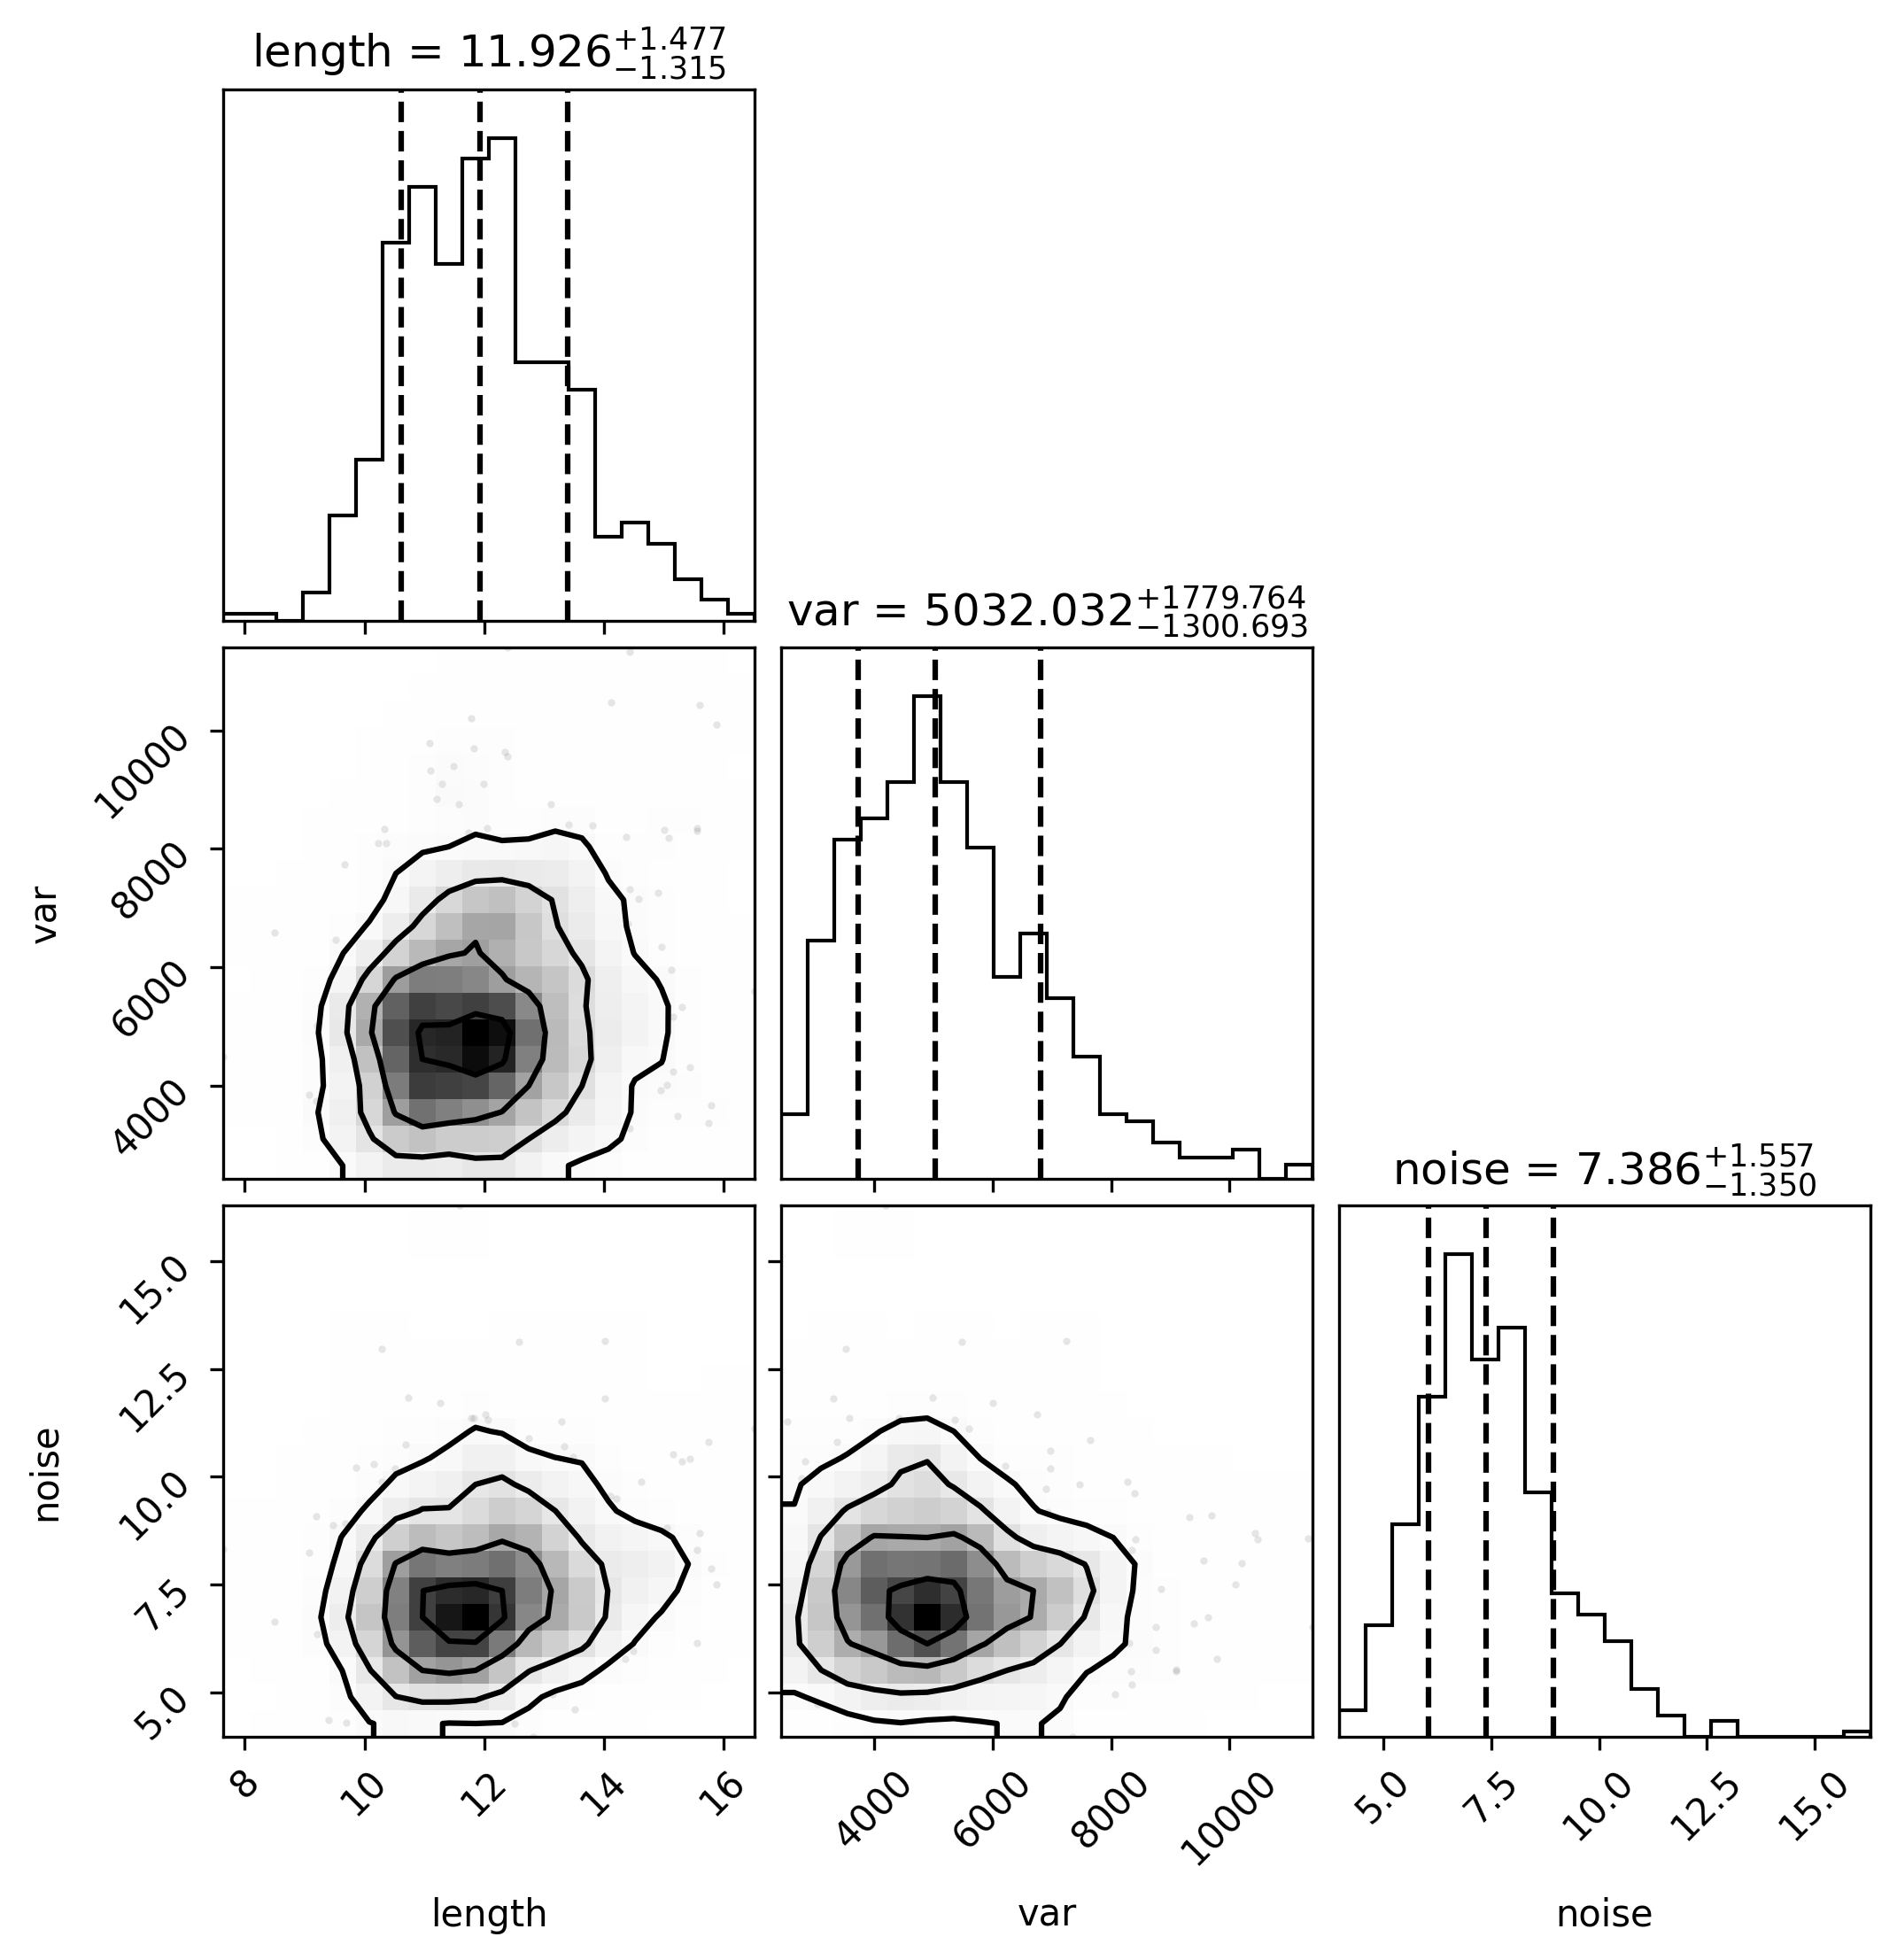 length = 11.926 +1.477 −1.315
var = 5032.032 +1779.764 −1300.693
10000
8000
6000
4000
var
noise = 7.386 +1.557 −1.350
15.0
12.5
10.0
7.5
5.0
noise
8 10 12 14 16
4000 6000 8000 10000
5.0 7.5 10.0 12.5 15.0
length
var
noise